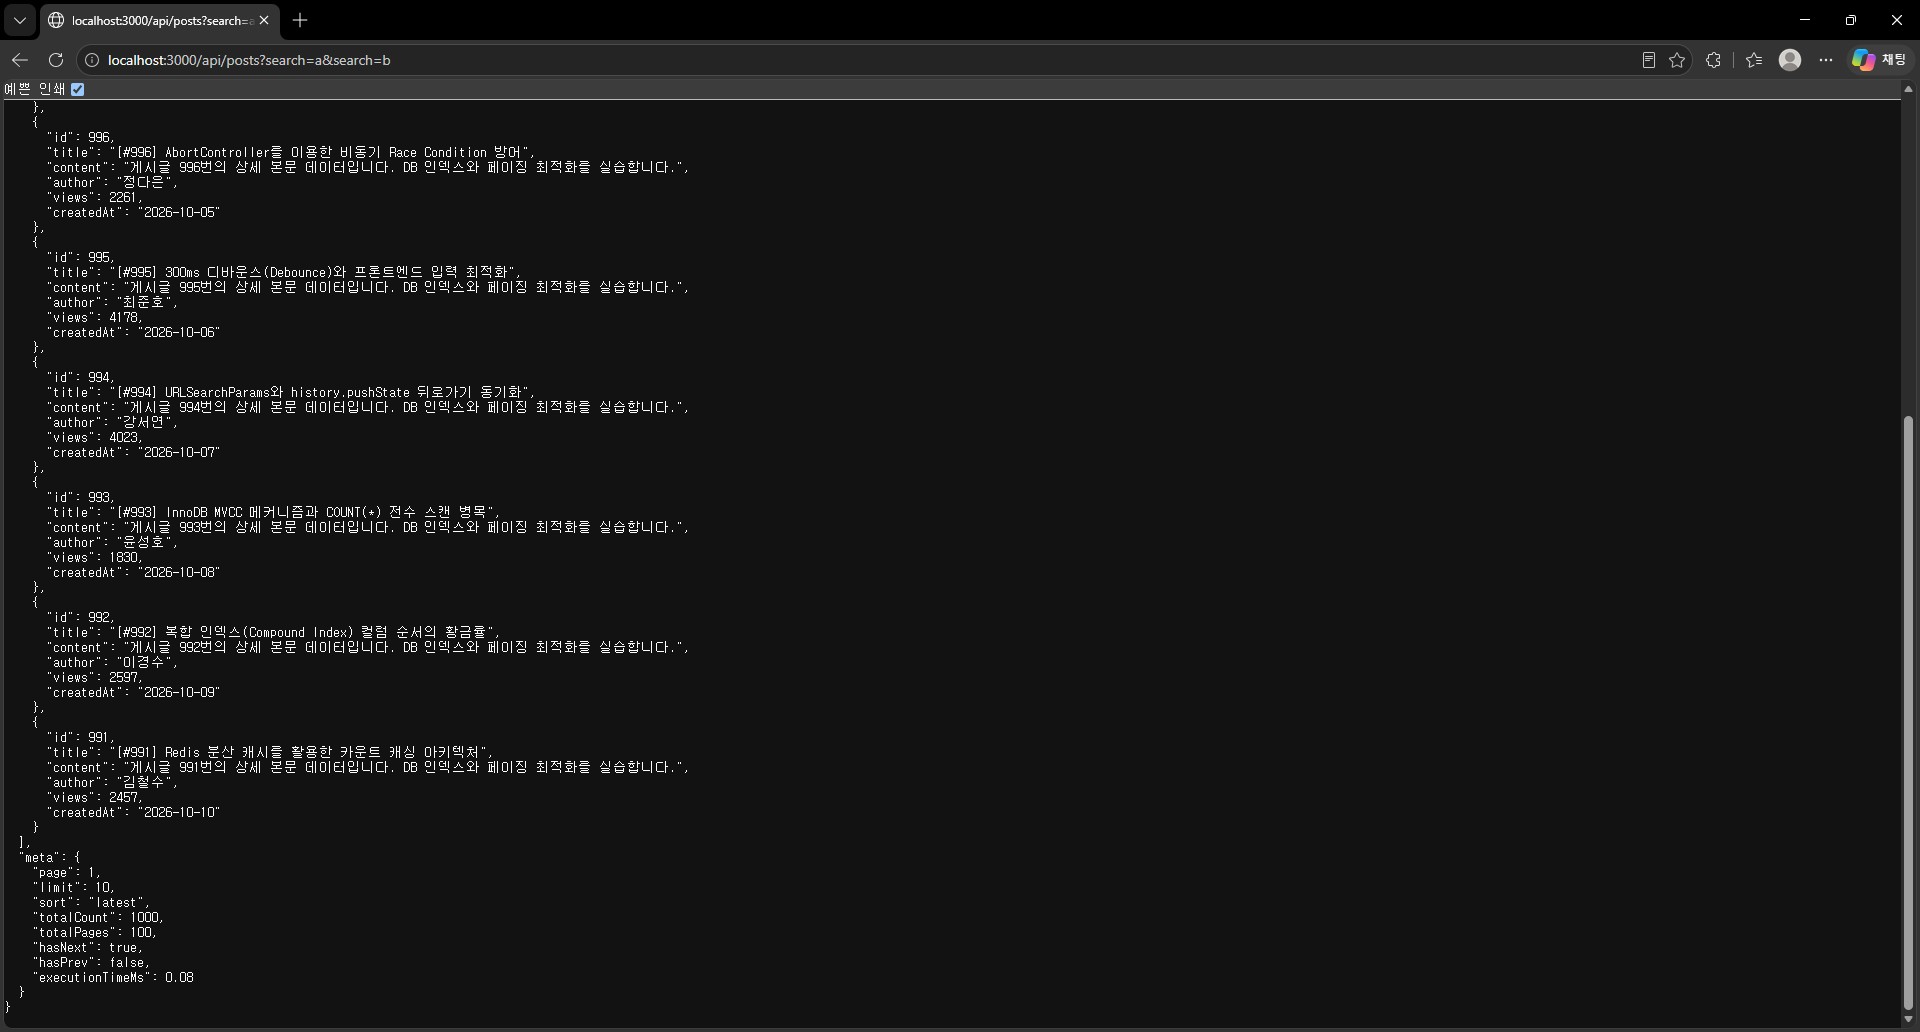 localhost:3000/api/posts?search=a
localhost:3000/api/posts?search=a&search=b
채팅
예쁜 인쇄
},
{
"id": 996,
"title": "[#996] AbortController를 이용한 비동기 Race Condition 방어",
"content": "게시글 996번의 상세 본문 데이터입니다. DB 인덱스와 페이징 최적화를 실습합니다.",
"author": "정다은",
"views": 2261,
"createdAt": "2026-10-05"
},
{
"id": 995,
"title": "[#995] 300ms 디바운스(Debounce)와 프론트엔드 입력 최적화",
"content": "게시글 995번의 상세 본문 데이터입니다. DB 인덱스와 페이징 최적화를 실습합니다.",
"author": "최준호",
"views": 4178,
"createdAt": "2026-10-06"
},
{
"id": 994,
"title": "[#994] URLSearchParams와 history.pushState 뒤로가기 동기화",
"content": "게시글 994번의 상세 본문 데이터입니다. DB 인덱스와 페이징 최적화를 실습합니다.",
"author": "강서연",
"views": 4023,
"createdAt": "2026-10-07"
},
{
"id": 993,
"title": "[#993] InnoDB MVCC 메커니즘과 COUNT(*) 전수 스캔 병목",
"content": "게시글 993번의 상세 본문 데이터입니다. DB 인덱스와 페이징 최적화를 실습합니다.",
"author": "윤성호",
"views": 1830,
"createdAt": "2026-10-08"
},
{
"id": 992,
"title": "[#992] 복합 인덱스(Compound Index) 컬럼 순서의 황금률",
"content": "게시글 992번의 상세 본문 데이터입니다. DB 인덱스와 페이징 최적화를 실습합니다.",
"author": "이경수",
"views": 2597,
"createdAt": "2026-10-09"
},
{
"id": 991,
"title": "[#991] Redis 분산 캐시를 활용한 카운트 캐싱 아키텍처",
"content": "게시글 991번의 상세 본문 데이터입니다. DB 인덱스와 페이징 최적화를 실습합니다.",
"author": "김철수",
"views": 2457,
"createdAt": "2026-10-10"
}
],
"meta": {
"page": 1,
"limit": 10,
"sort": "latest",
"totalCount": 1000,
"totalPages": 100,
"hasNext": true,
"hasPrev": false,
"executionTimeMs": 0.08
}
}